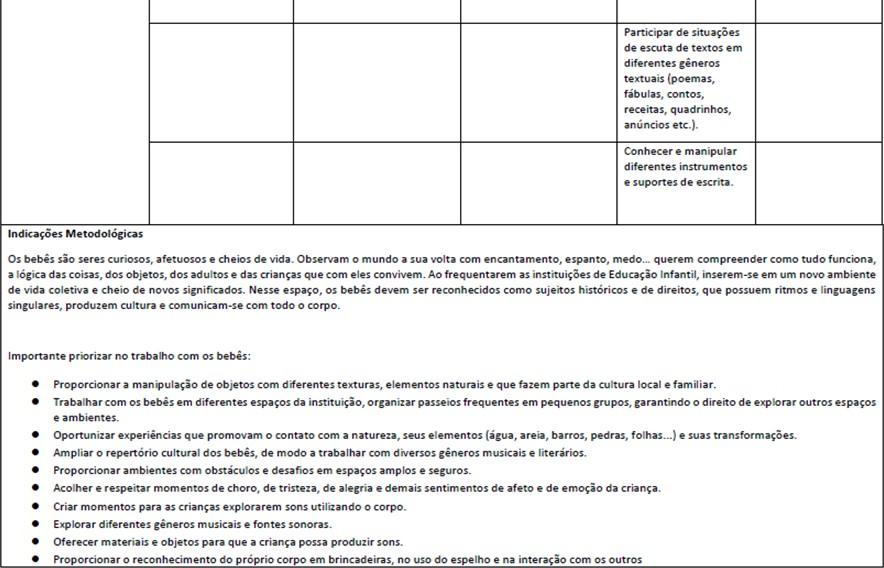 Participar de situações
de escuta de textos em
diferentes gêneros
textuais (poemas,
fábulas, contos,
receitas, quadrinhos,
anúncios etc.).
Conhecer e manipular
diferentes instrumentos
e suportes de escrita.
Indicações Metodológicas
Os bebês são seres curiosos, afetuosos e cheios de vida. Observam o mundo a sua volta com encantamento, espanto, medo... querem compreender como tudo funciona,
a lógica das coisas, dos objetos, dos adultos e das crianças que com eles convivem. Ao frequentarem as instituições de Educação Infantil, inserem-se em um novo ambiente
de vida coletiva e cheio de novos significados. Nesse espaço, os bebês devem ser reconhecidos como sujeitos históricos e de direitos, que possuem ritmos e linguagens
singulares, produzem cultura e comunicam-se com todo o corpo.
Importante priorizar no trabalho com os bebês:
● Proporcionar a manipulação de objetos com diferentes texturas, elementos naturais e que fazem parte da cultura local e familiar.
● Trabalhar com os bebês em diferentes espaços da instituição, organizar passeios frequentes em pequenos grupos, garantindo o direito de explorar outros espaços
e ambientes.
● Oportunizar experiências que promovam o contato com a natureza, seus elementos (água, areia, barros, pedras, folhas...) e suas transformações.
● Ampliar o repertório cultural dos bebês, de modo a trabalhar com diversos gêneros musicais e literários.
● Proporcionar ambientes com obstáculos e desafios em espaços amplos e seguros.
● Acolher e respeitar momentos de choro, de tristeza, de alegria e demais sentimentos de afeto e de emoção da criança.
● Criar momentos para as crianças explorarem sons utilizando o corpo.
● Explorar diferentes gêneros musicais e fontes sonoras.
● Oferecer materiais e objetos para que a criança possa produzir sons.
● Proporcionar o reconhecimento do próprio corpo em brincadeiras, no uso do espelho e na interação com os outros